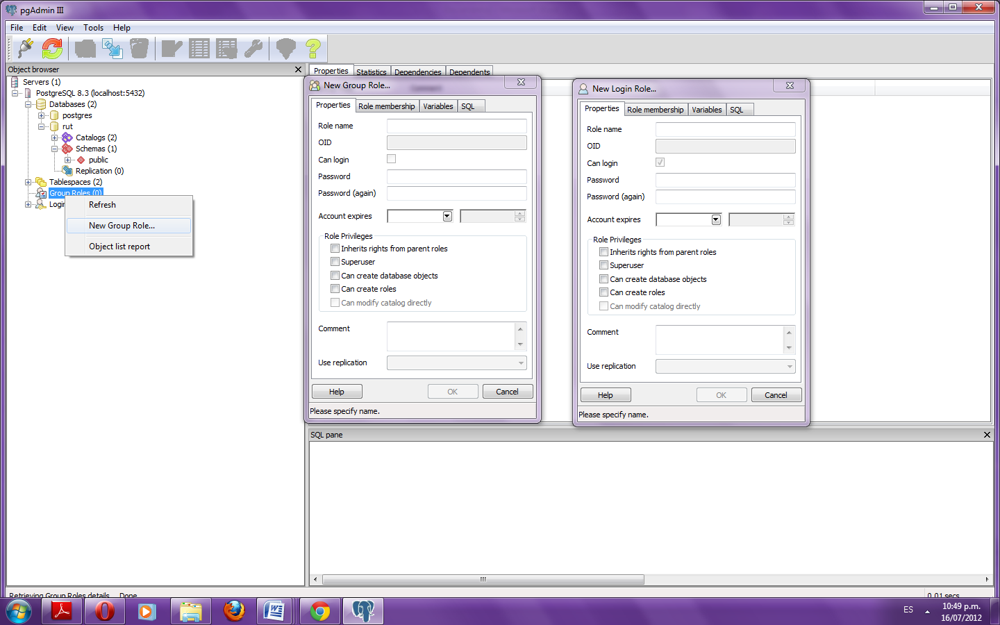 pgAdmin III
File Edit View Tools Help
Object browser
Servers (1)
PostgreSQL 8.3 (localhost:5432)
Databases (2)
postgres
rut
Catalogs (2)
Schemas (1)
public
Replication (0)
Tablespaces (2)
Group Roles (0)
Login
Refresh
New Group Role...
Object list report
Properties Statistics Dependencies Dependents
Comment
New Group Role...
Properties Role membership Variables SQL
Role name
OID
Can login
Password
Password (again)
Account expires
Role Privileges
Inherits rights from parent roles
Superuser
Can create database objects
Can create roles
Can modify catalog directly
Comment
Use replication
Help OK Cancel
Please specify name.
New Login Role...
Properties Role membership Variables SQL
Role name
OID
Can login
Password
Password (again)
Account expires
Role Privileges
Inherits rights from parent roles
Superuser
Can create database objects
Can create roles
Can modify catalog directly
Comment
Use replication
Help OK Cancel
Please specify name.
SQL pane
Retrieving Group Roles details... Done.
0.01 secs
ES
10:49 p.m.
16/07/2012